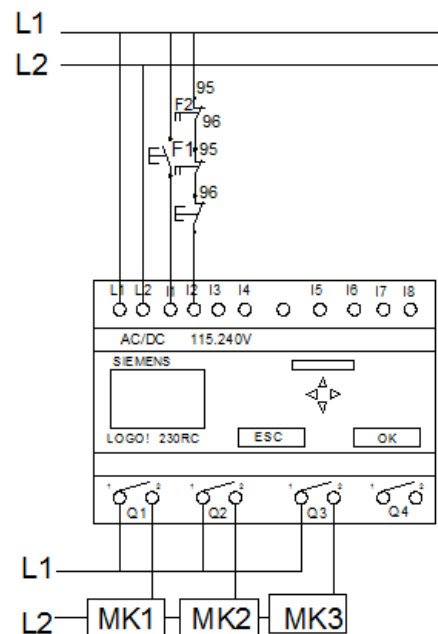 L1
L2
95
F2
96
F1 95
96
L1 L2 I1 I2 I3 I4 I5 I6 I7 I8
AC/DC 115.240V
SIEMENS
LOGO! 230RC ESC OK
1 2 1 2 1 2 1 2
Q1 Q2 Q3 Q4
L1
L2 MK1 MK2 MK3